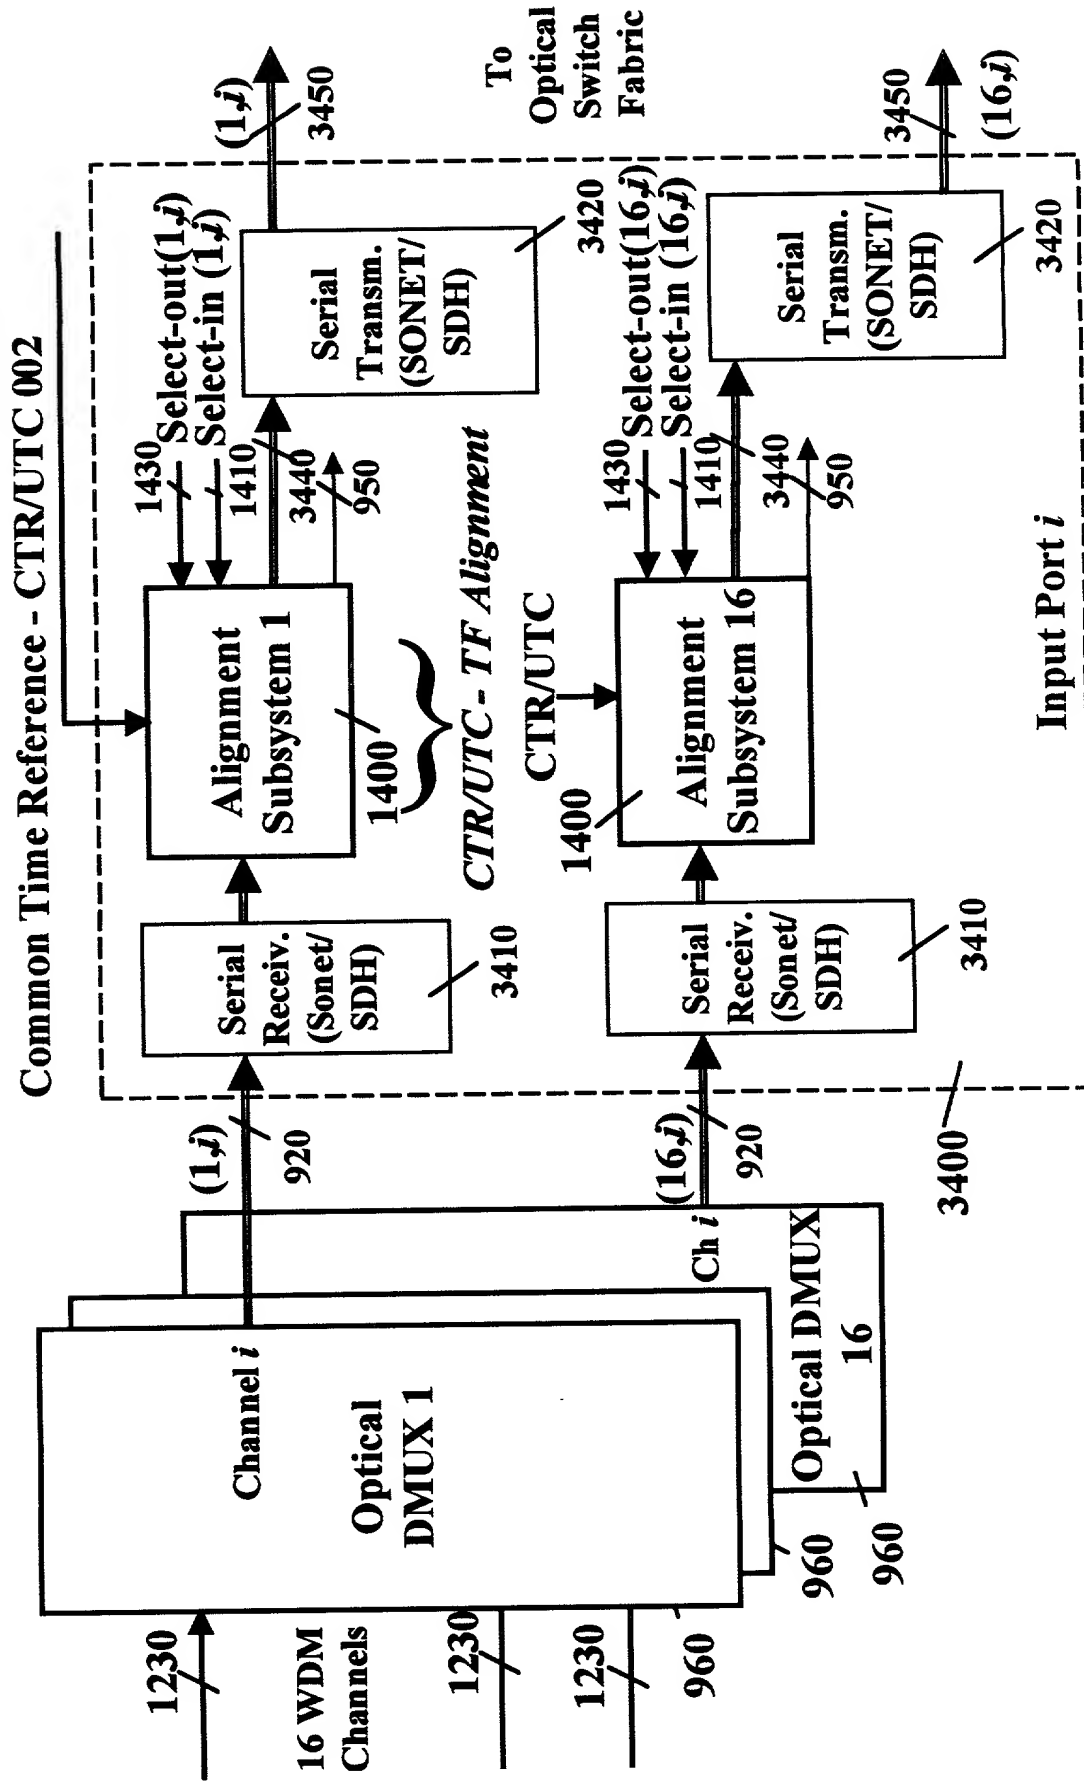 Common Time Reference - CTR/UTC 002
1230
16 WDM
Channels
1230
1230
960
Channel i
Optical
DMUX 1
960
Ch i
Optical DMUX
16
960
(1,i)
920
(16,i)
920
3400
Serial
Receiv.
(Sonet/
SDH)
3410
Serial
Receiv.
(Sonet/
SDH)
3410
Alignment
Subsystem 1
1400
CTR/UTC - TF Alignment
CTR/UTC
1400
Alignment
Subsystem 16
Input Port i
1430
Select-out(1,i)
Select-in (1,i)
1410
3440
950
1430
Select-out(16,i)
Select-in (16,i)
1410
3440
950
Serial
Transm.
(SONET/
SDH)
3420
Serial
Transm.
(SONET/
SDH)
3420
(1,i)
3450
To
Optical
Switch
Fabric
3450
(16,i)